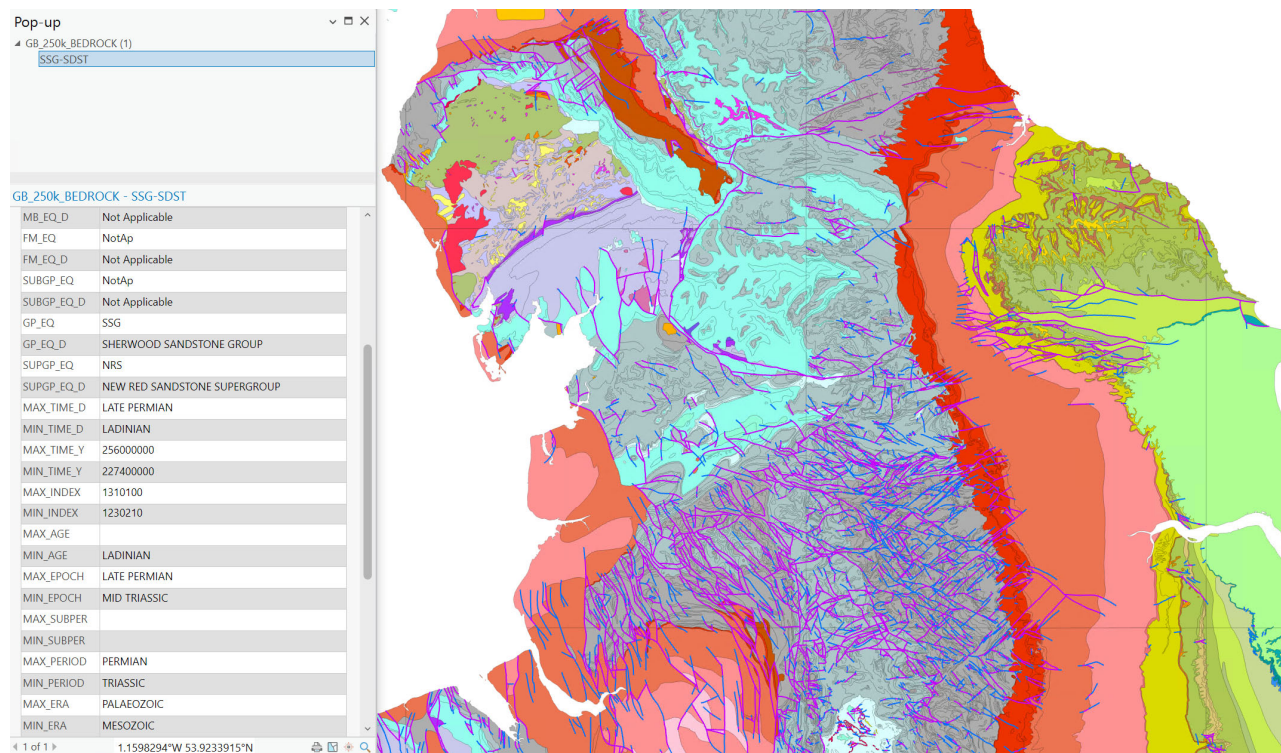 Pop-up
GB_250k_BEDROCK (1)
SSG-SDST
GB_250k_BEDROCK - SSG-SDST
MB_EQ_D Not Applicable
FM_EQ NotAp
FM_EQ_D Not Applicable
SUBGP_EQ NotAp
SUBGP_EQ_D Not Applicable
GP_EQ SSG
GP_EQ_D SHERWOOD SANDSTONE GROUP
SUPGP_EQ NRS
SUPGP_EQ_D NEW RED SANDSTONE SUPERGROUP
MAX_TIME_D LATE PERMIAN
MIN_TIME_D LADINIAN
MAX_TIME_Y 256000000
MIN_TIME_Y 227400000
MAX_INDEX 1310100
MIN_INDEX 1230210
MAX_AGE
MIN_AGE LADINIAN
MAX_EPOCH LATE PERMIAN
MIN_EPOCH MID TRIASSIC
MAX_SUBPER
MIN_SUBPER
MAX_PERIOD PERMIAN
MIN_PERIOD TRIASSIC
MAX_ERA PALAEOZOIC
MIN_ERA MESOZOIC
1 of 1 1.1598294°W 53.9233915°N